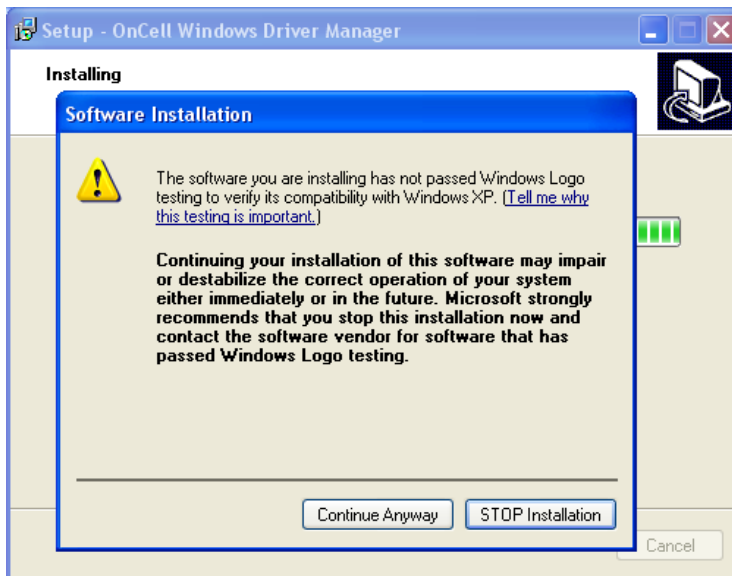 Setup - OnCell Windows Driver Manager
Installing
Software Installation
The software you are installing has not passed Windows Logo
testing to verify its compatibility with Windows XP. (Tell me why
this testing is important.)
Continuing your installation of this software may impair
or destabilize the correct operation of your system
either immediately or in the future. Microsoft strongly
recommends that you stop this installation now and
contact the software vendor for software that has
passed Windows Logo testing.
Continue Anyway
STOP Installation
Cancel